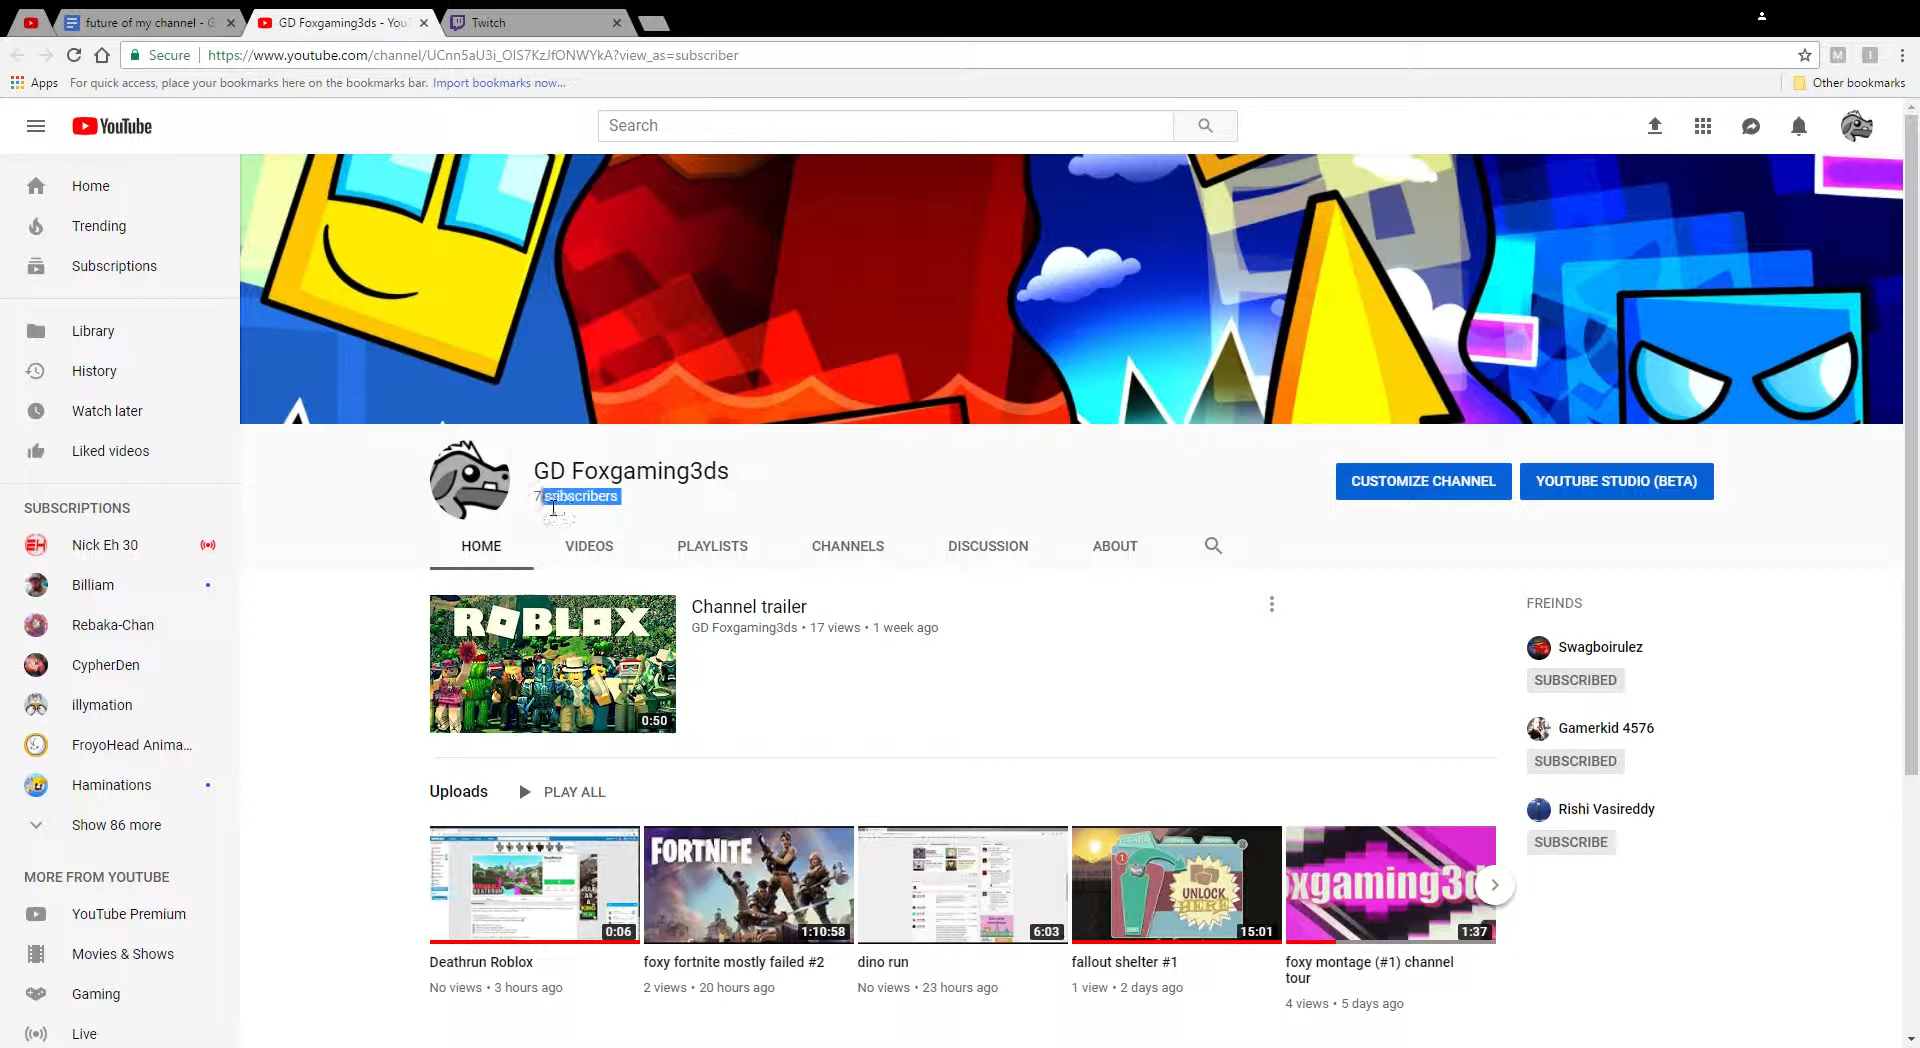 future of my channel - G
GD Foxgaming3ds - You
Twitch
Secure https://www.youtube.com/channel/UCnn5aU3i_OIS7KzJfONWYkA?view_as=subscriber
Apps For quick access, place your bookmarks here on the bookmarks bar. Import bookmarks now... Other bookmarks
YouTube
Search
Home
Trending
Subscriptions
Library
History
Watch later
Liked videos
SUBSCRIPTIONS
Nick Eh 30
Billiam
Rebaka-Chan
CypherDen
illymation
FroyoHead Anima...
Haminations
Show 86 more
MORE FROM YOUTUBE
YouTube Premium
Movies & Shows
Gaming
Live
GD Foxgaming3ds
7 subscribers
CUSTOMIZE CHANNEL
YOUTUBE STUDIO (BETA)
HOME VIDEOS PLAYLISTS CHANNELS DISCUSSION ABOUT
ROBLOX
0:50
Channel trailer
GD Foxgaming3ds • 17 views • 1 week ago
Uploads PLAY ALL
0:06
Deathrun Roblox
No views • 3 hours ago
FORTNITE
1:10:58
foxy fortnite mostly failed #2
2 views • 20 hours ago
6:03
dino run
No views • 23 hours ago
UNLOCK
HERE
15:01
fallout shelter #1
1 view • 2 days ago
oxgaming3d
1:37
foxy montage (#1) channel
tour
4 views • 5 days ago
FREINDS
Swagboirulez
SUBSCRIBED
Gamerkid 4576
SUBSCRIBED
Rishi Vasireddy
SUBSCRIBE